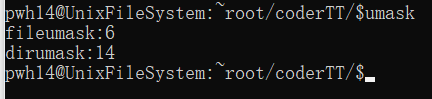 pwh14@UnixFileSystem:~root/coderTT/$umask
fileumask:6
dirumask:14
pwh14@UnixFileSystem:~root/coderTT/$